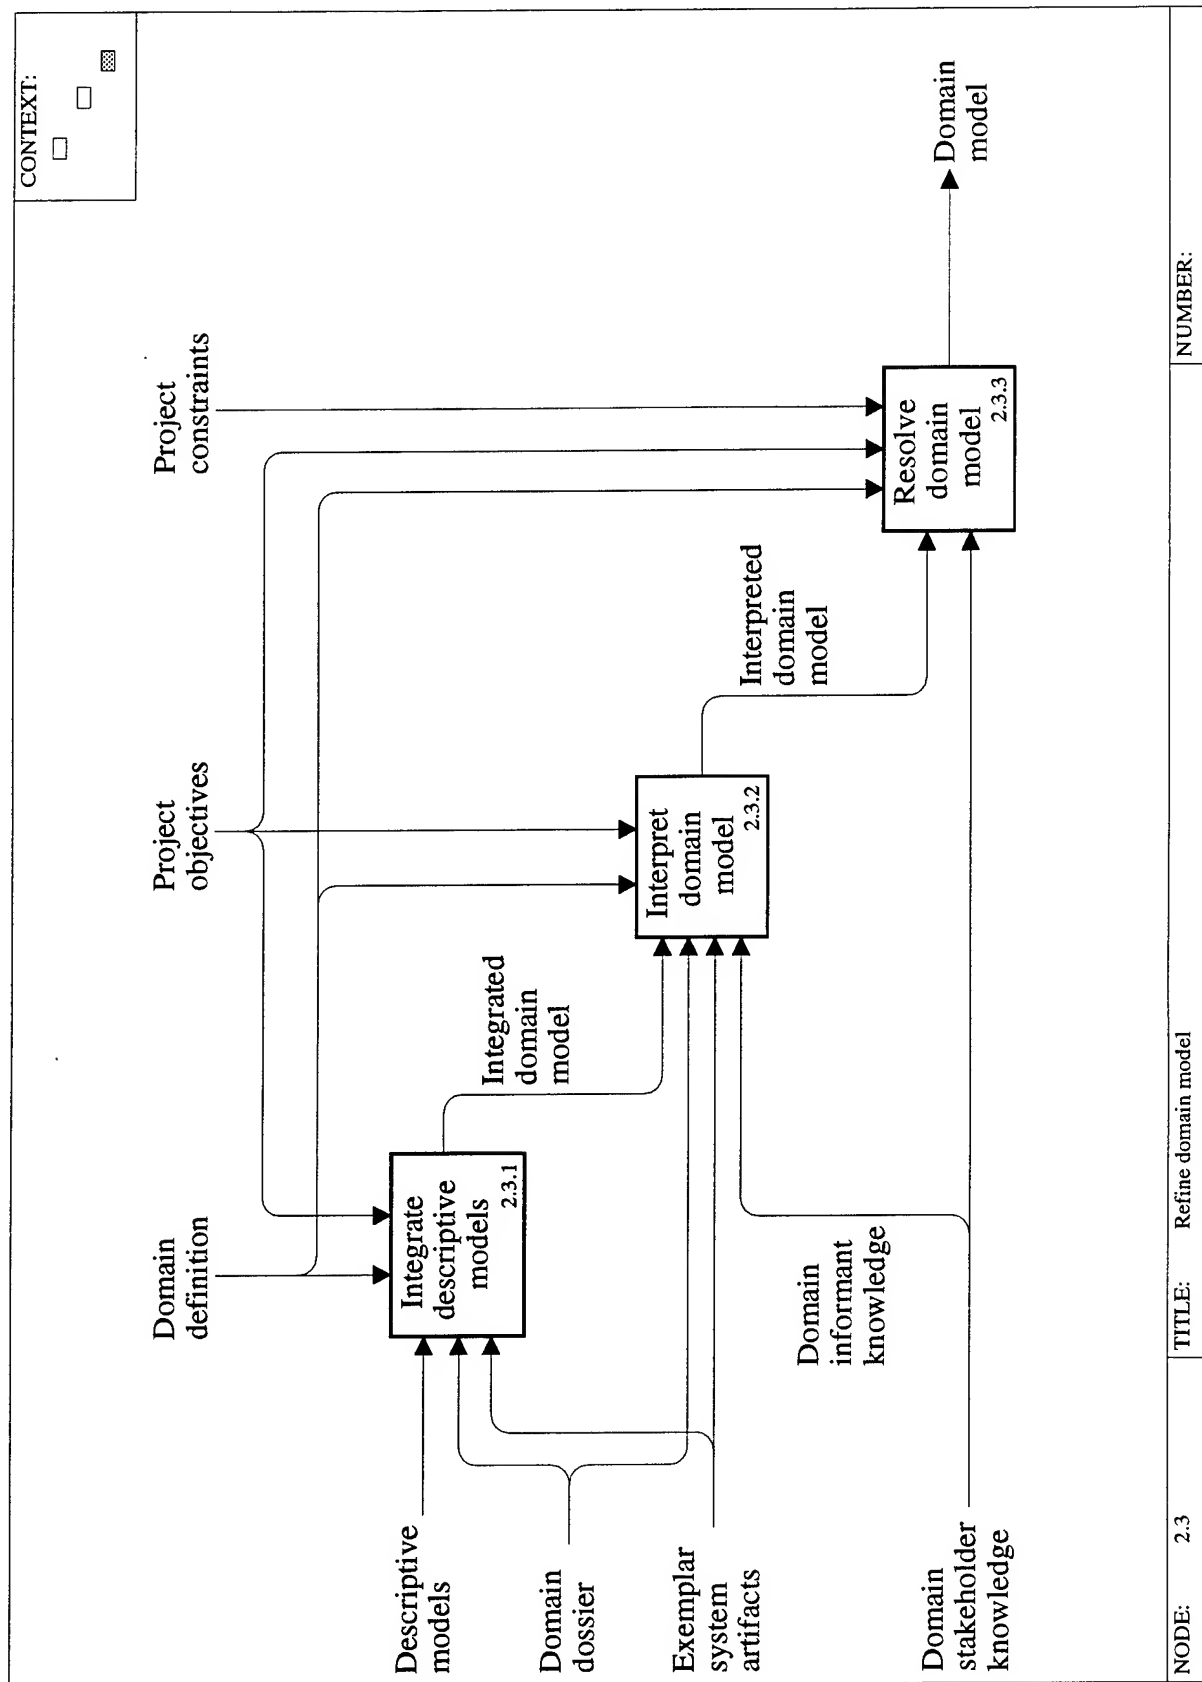 CONTEXT:
Project
constraints
Project
objectives
Domain
definition
Descriptive
models
Domain
dossier
Exemplar
system
artifacts
Domain
stakeholder
knowledge
Integrate
descriptive
models
2.3.1
Integrated
domain
model
Interpret
domain
model
2.3.2
Domain
informant
knowledge
Interpreted
domain
model
Resolve
domain
model
2.3.3
Domain
model
NODE: 2.3
TITLE: Refine domain model
NUMBER: